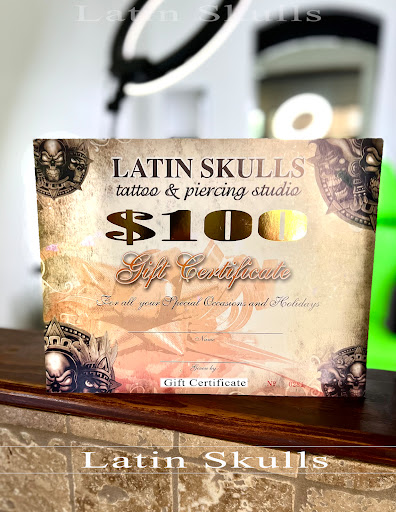 Latin Skulls
LATIN SKULLS
tattoo & piercing studio
$100
Gift Certificate
For all your Special Occasions and Holidays
Name
Given by
Gift Certificate
Latin Skulls